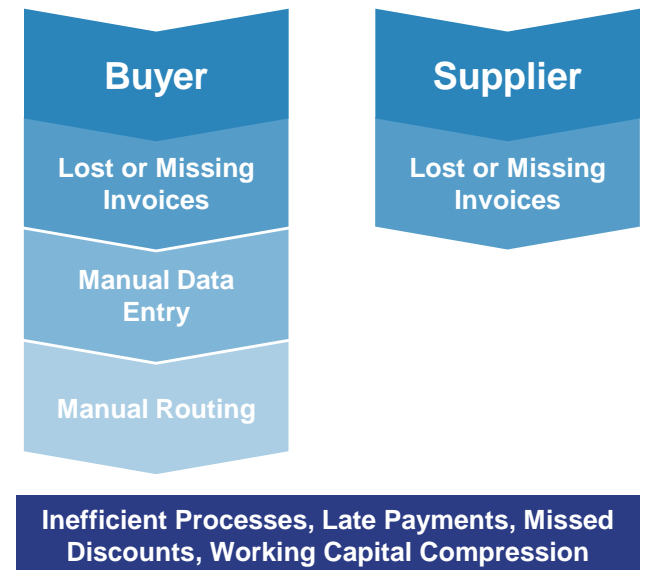 Buyer
Lost or Missing
Invoices
Manual Data
Entry
Manual Routing
Supplier
Lost or Missing
Invoices
Inefficient Processes, Late Payments, Missed
Discounts, Working Capital Compression